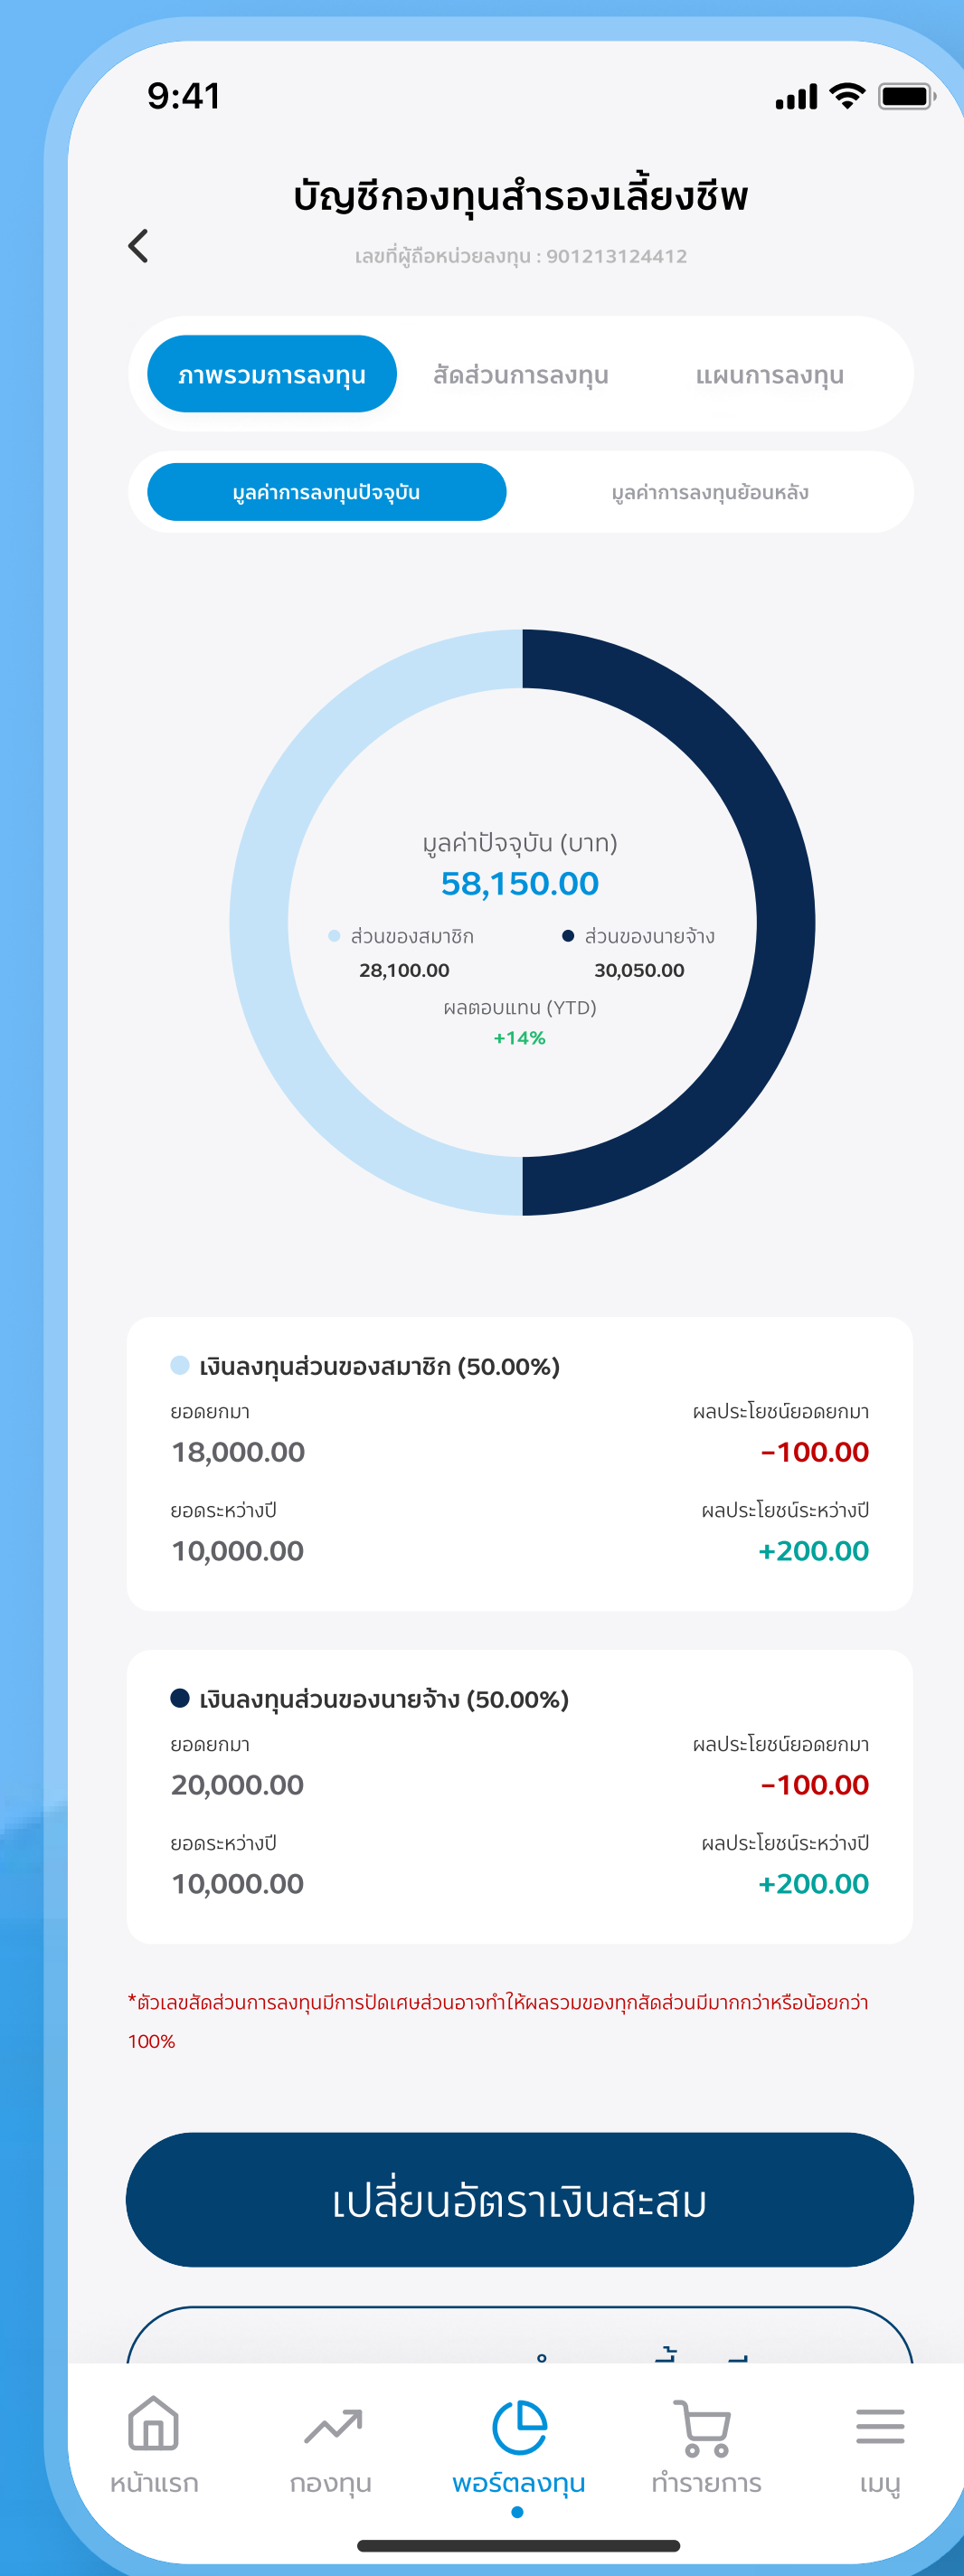 9:41
บัญชีกองทุนสำรองเลี้ยงชีพ
เลขที่ผู้ถือหน่วยลงทุน : 901213124412
ภาพรวมการลงทุน สัดส่วนการลงทุน แผนการลงทุน
มูลค่าการลงทุนปัจจุบัน มูลค่าการลงทุนย้อนหลัง
มูลค่าปัจจุบัน (บาท)
58,150.00
ส่วนของสมาชิก ส่วนของนายจ้าง
28,100.00 30,050.00
ผลตอบแทน (YTD)
+14%
เงินลงทุนส่วนของสมาชิก (50.00%)
ยอดยกมา ผลประโยชน์ยอดยกมา
18,000.00 -100.00
ยอดระหว่างปี ผลประโยชน์ระหว่างปี
10,000.00 +200.00
เงินลงทุนส่วนของนายจ้าง (50.00%)
ยอดยกมา ผลประโยชน์ยอดยกมา
20,000.00 -100.00
ยอดระหว่างปี ผลประโยชน์ระหว่างปี
10,000.00 +200.00
*ตัวเลขสัดส่วนการลงทุนมีการปัดเศษส่วนอาจทำให้ผลรวมของทุกสัดส่วนมีมากกว่าหรือน้อยกว่า
100%
เปลี่ยนอัตราเงินสะสม
หน้าแรก กองทุน พอร์ตลงทุน ทำรายการ เมนู